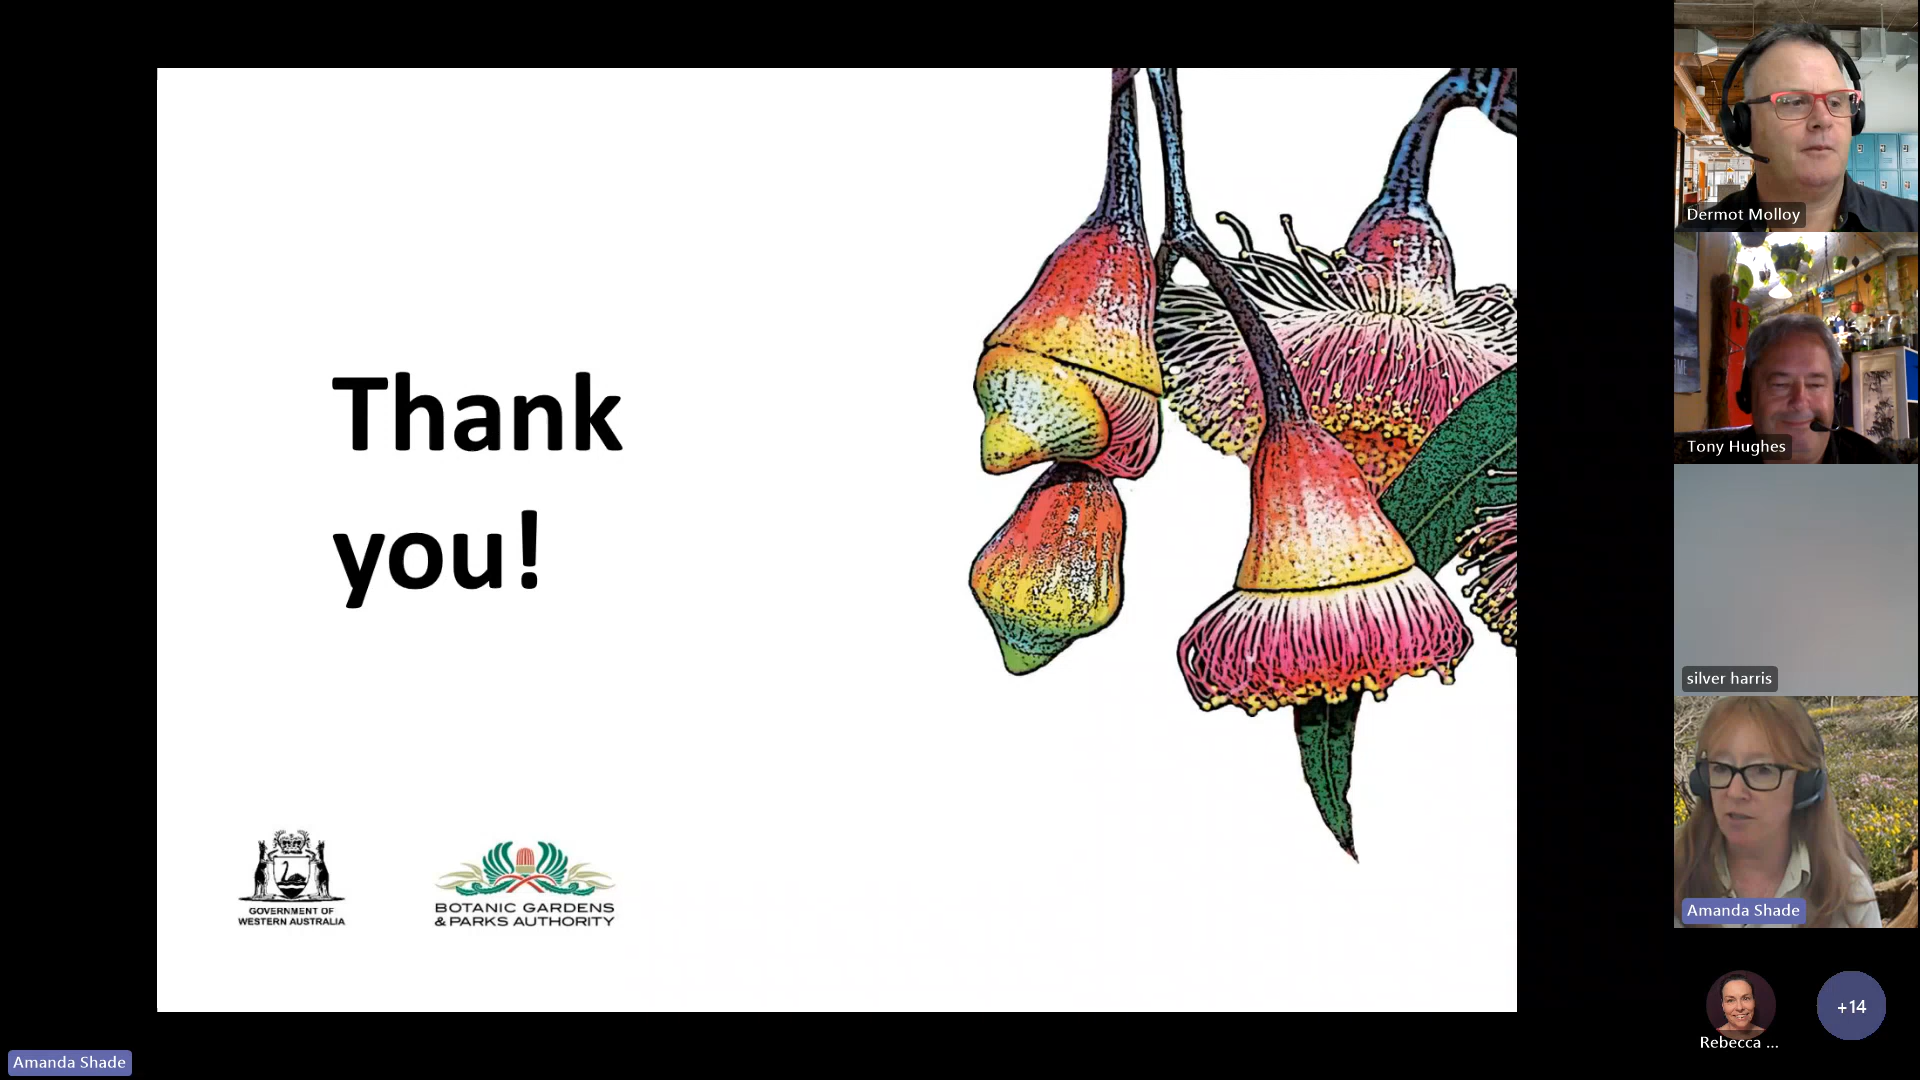 Thank
you!
GOVERNMENT OF
WESTERN AUSTRALIA
BOTANIC GARDENS
& PARKS AUTHORITY
Dermot Molloy
Tony Hughes
silver harris
Amanda Shade
Rebecca ...
+14
Amanda Shade